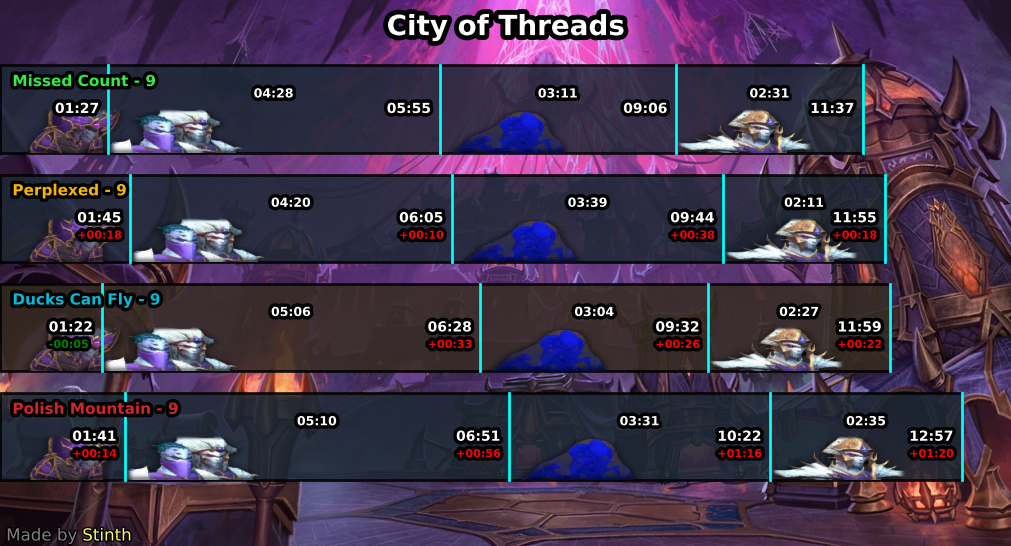 City of Threads
Missed Count - 9
04:28 03:11 02:31
01:27 05:55 09:06 11:37
Perplexed - 9
04:20 03:39 02:11
01:45 06:05 09:44 11:55
+00:18 +00:10 +00:38 +00:18
Ducks Can Fly - 9
05:06 03:04 02:27
01:22 06:28 09:32 11:59
-00:05 +00:33 +00:26 +00:22
Polish Mountain - 9
05:10 03:31 02:35
01:41 06:51 10:22 12:57
+00:14 +00:56 +01:16 +01:20
Made by Stinth